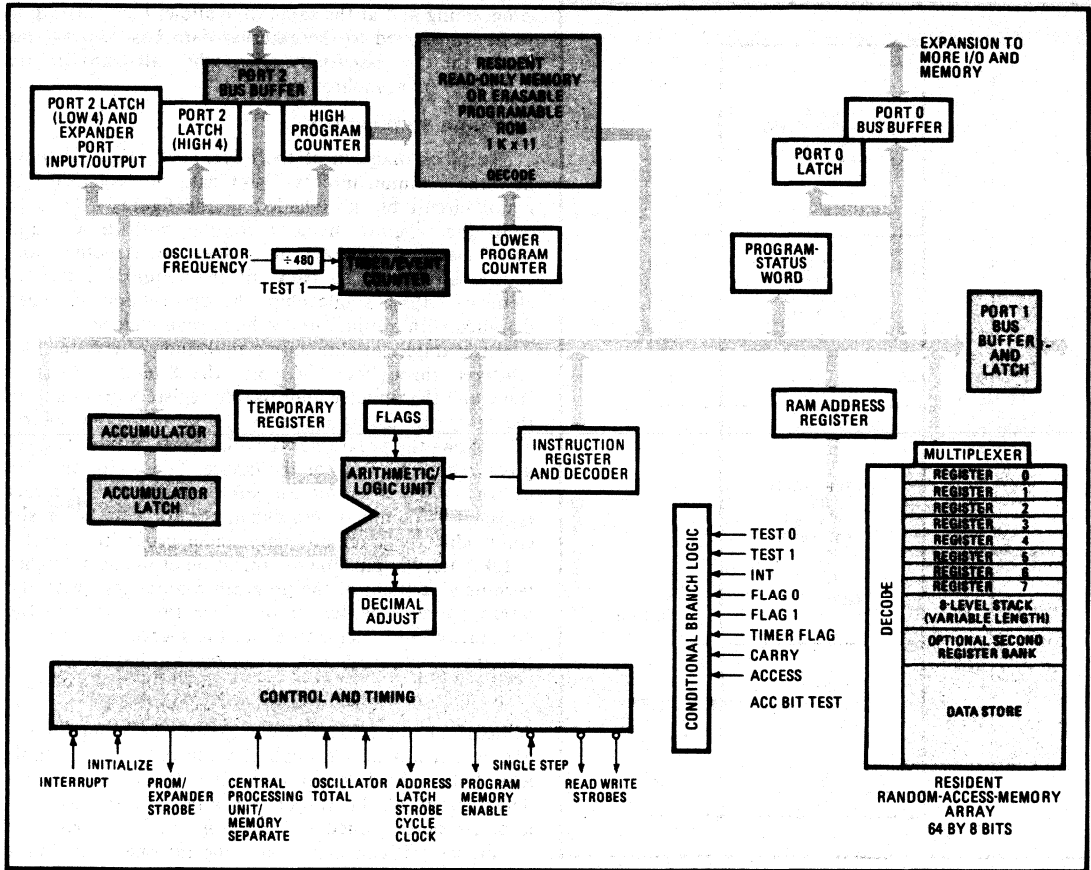 EXPANSION TO
MORE I/O AND
MEMORY
PORT 2
BUS BUFFER
PORT 2 LATCH
(LOW 4) AND
EXPANDER
PORT
INPUT/OUTPUT
PORT 2
LATCH
(HIGH 4)
HIGH
PROGRAM
COUNTER
RESIDENT
READ-ONLY MEMORY
OR ERASABLE
PROGRAMABLE
ROM
1 K x 11
DECODE
PORT 0
BUS BUFFER
PORT 0
LATCH
OSCILLATOR
FREQUENCY
÷480
TEST 1
TIMER/EVENT
COUNTER
LOWER
PROGRAM
COUNTER
PROGRAM-
STATUS
WORD
PORT 1
BUS
BUFFER
AND
LATCH
ACCUMULATOR
ACCUMULATOR
LATCH
TEMPORARY
REGISTER
FLAGS
ARITHMETIC/
LOGIC UNIT
DECIMAL
ADJUST
INSTRUCTION
REGISTER
AND DECODER
RAM ADDRESS
REGISTER
CONDITIONAL BRANCH LOGIC
TEST 0
TEST 1
INT
FLAG 0
FLAG 1
TIMER FLAG
CARRY
ACCESS
ACC BIT TEST
MULTIPLEXER
DECODE
REGISTER 0
REGISTER 1
REGISTER 2
REGISTER 3
REGISTER 4
REGISTER 5
REGISTER 6
REGISTER 7
8-LEVEL STACK
(VARIABLE LENGTH)
OPTIONAL SECOND
REGISTER BANK
DATA STORE
RESIDENT
RANDOM-ACCESS-MEMORY
ARRAY
64 BY 8 BITS
CONTROL AND TIMING
INTERRUPT
INITIALIZE
PROM/
EXPANDER
STROBE
CENTRAL
PROCESSING
UNIT/
MEMORY
SEPARATE
OSCILLATOR
TOTAL
ADDRESS
LATCH
STROBE
CYCLE
CLOCK
PROGRAM
MEMORY
ENABLE
SINGLE STEP
READ WRITE
STROBES